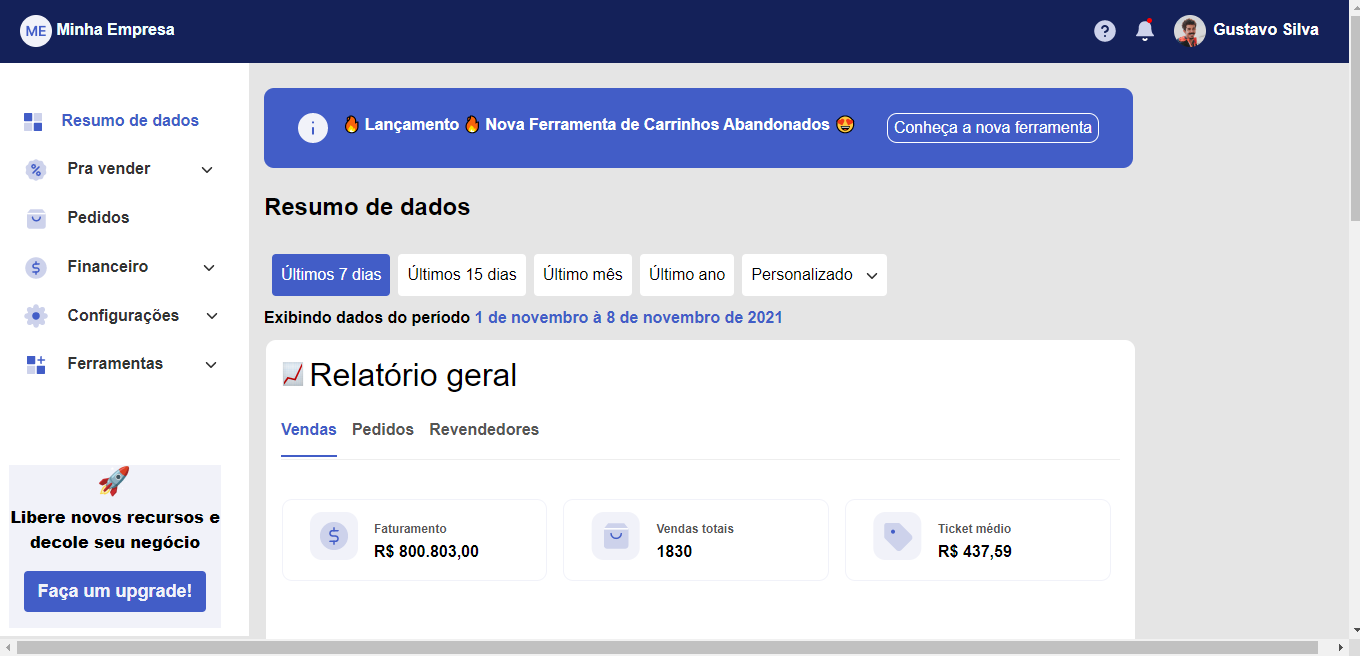 ME Minha Empresa
? Gustavo Silva
Resumo de dados
% Pra vender
Pedidos
$ Financeiro
Configurações
Ferramentas
🚀
Libere novos recursos e
decole seu negócio
Faça um upgrade!
i 🔥 Lançamento 🔥 Nova Ferramenta de Carrinhos Abandonados 😍 Conheça a nova ferramenta
Resumo de dados
Últimos 7 dias Últimos 15 dias Último mês Último ano Personalizado
Exibindo dados do período 1 de novembro à 8 de novembro de 2021
📈 Relatório geral
Vendas Pedidos Revendedores
$ Faturamento
R$ 800.803,00
Vendas totais
1830
Ticket médio
R$ 437,59